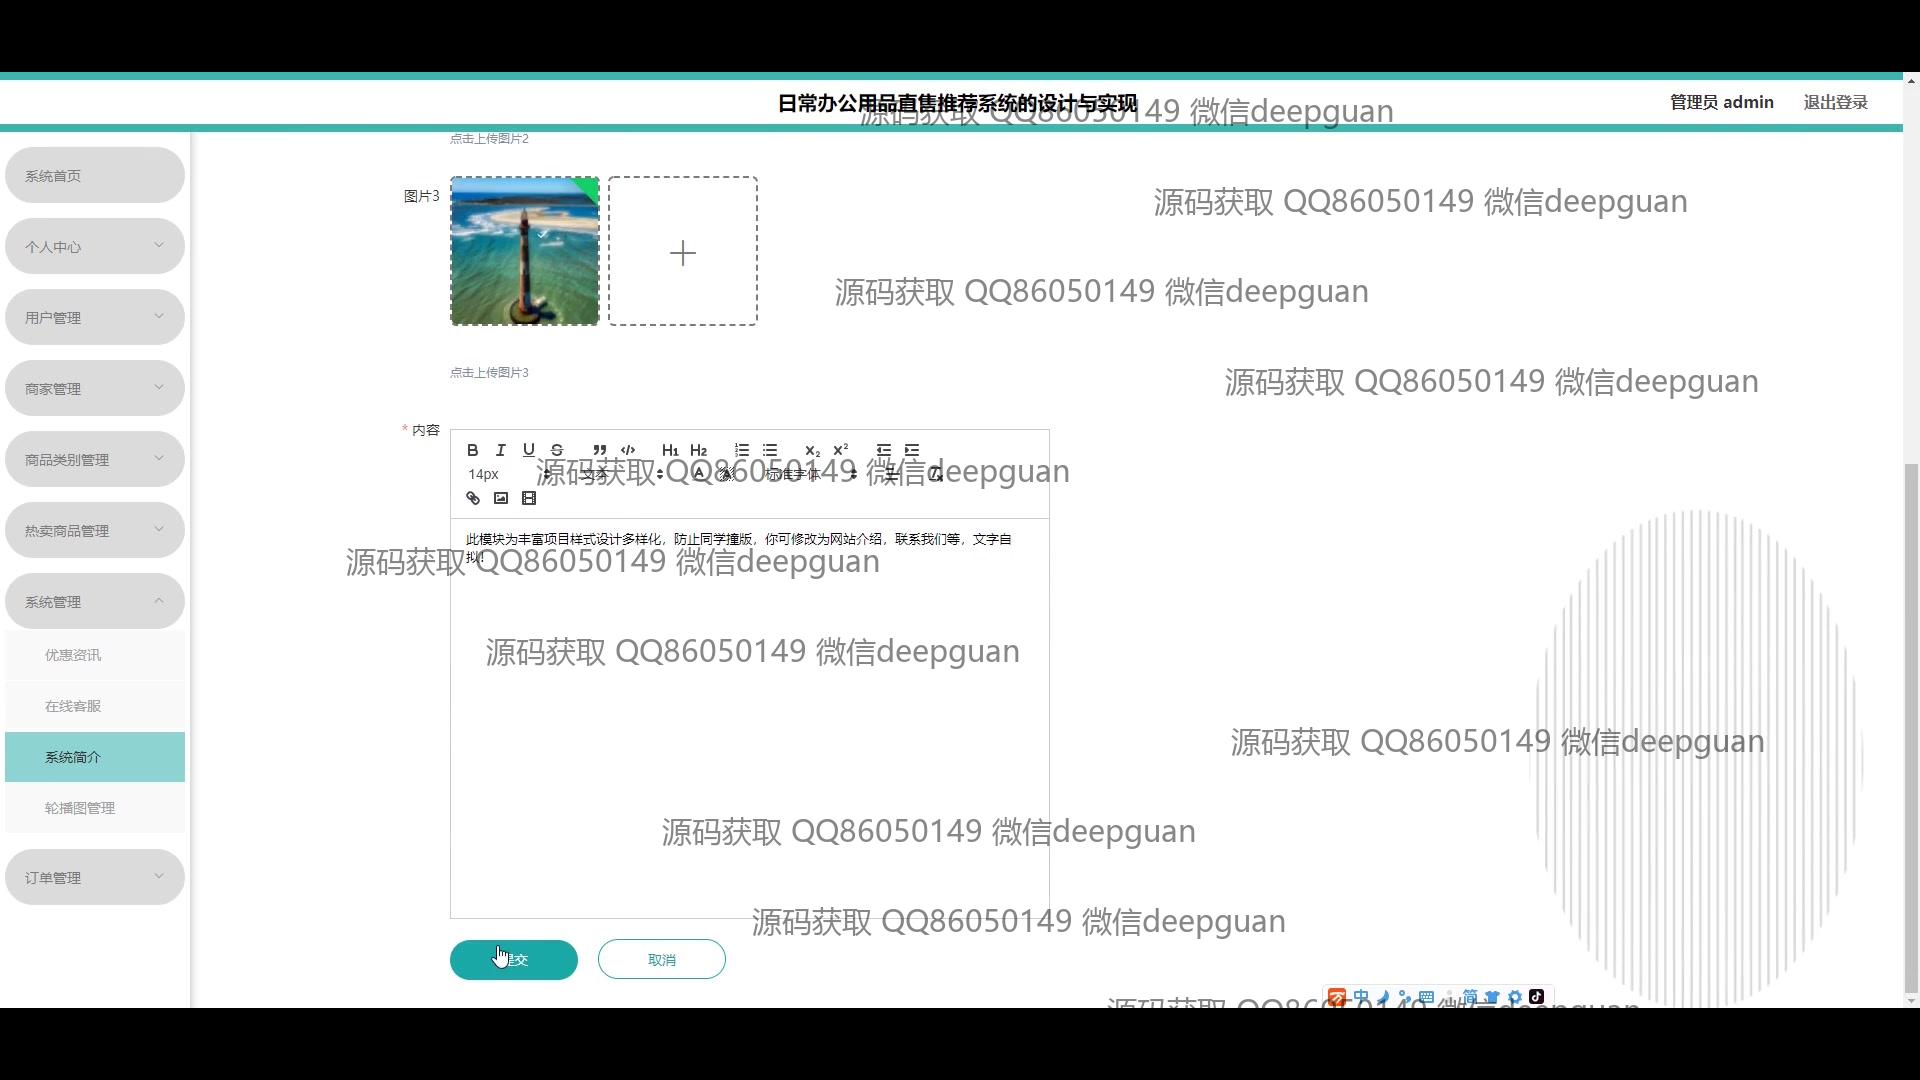 日常办公用品直售推荐系统的设计与实现
源码获取 QQ86050149 微信deepguan
管理员 admin
退出登录
点击上传图片2
系统首页
图片3
源码获取 QQ86050149 微信deepguan
个人中心
源码获取 QQ86050149 微信deepguan
用户管理
点击上传图片3
源码获取 QQ86050149 微信deepguan
商家管理
* 内容
B I U S H1 H2 X2 X2
商品类别管理
14px 文本 A 标准字体
源码获取 QQ86050149 微信deepguan
热卖商品管理
此模块为丰富项目样式设计多样化，防止同学撞版，你可修改为网站介绍，联系我们等，文字自
拟！
源码获取 QQ86050149 微信deepguan
系统管理
优惠资讯
源码获取 QQ86050149 微信deepguan
在线客服
系统简介
源码获取 QQ86050149 微信deepguan
轮播图管理
源码获取 QQ86050149 微信deepguan
订单管理
源码获取 QQ86050149 微信deepguan
提交
取消
中 简
源码获取 QQ86050149 微信deepguan